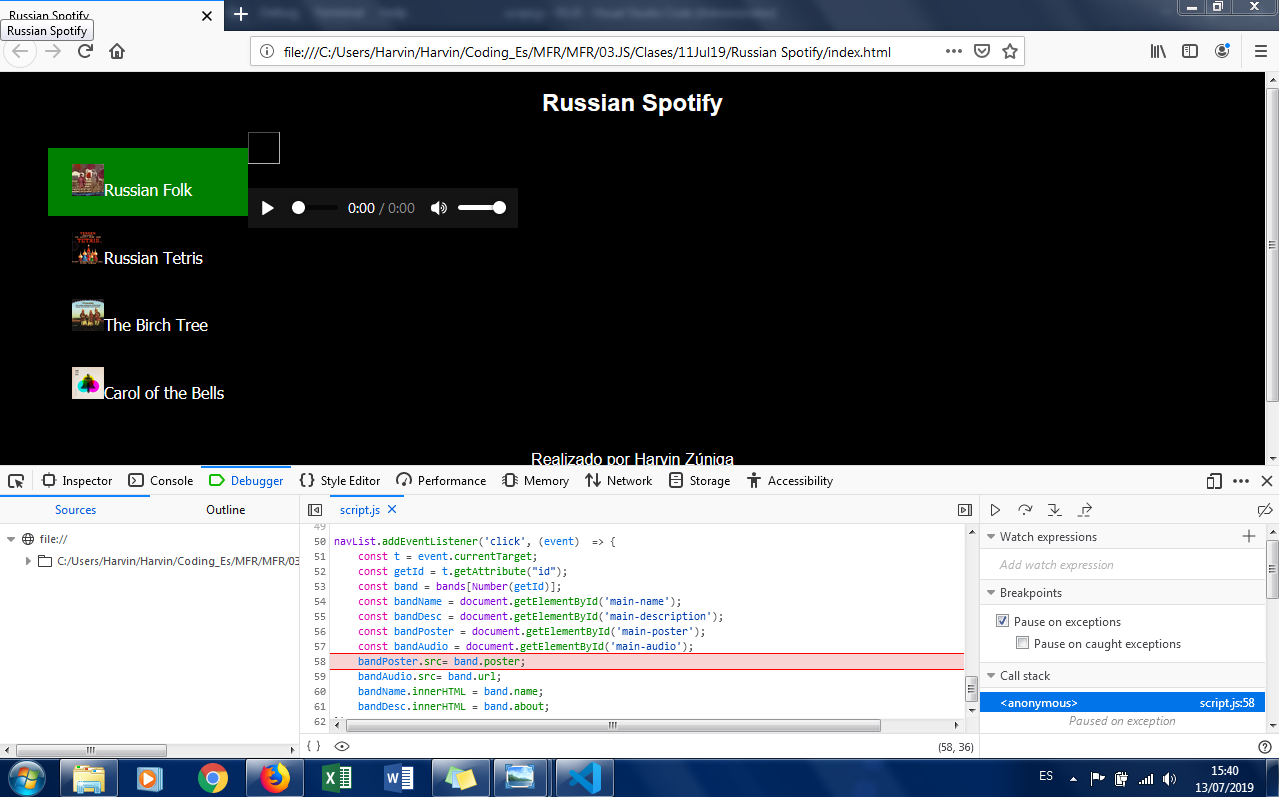 Russian Spotify
Russian Spotify
file:///C:/Users/Harvin/Harvin/Coding_Es/MFR/MFR/03.JS/Clases/11Jul19/Russian Spotify/index.html
Russian Spotify
Russian Folk
0:00 / 0:00
Russian Tetris
The Birch Tree
Carol of the Bells
Realizado por Harvin Zúniga
Inspector Console Debugger Style Editor Performance Memory Network Storage Accessibility
Sources Outline
script.js
file://
C:/Users/Harvin/Harvin/Coding_Es/MFR/MFR/03
49
50 navList.addEventListener('click', (event) => {
51 const t = event.currentTarget;
52 const getId = t.getAttribute("id");
53 const band = bands[Number(getId)];
54 const bandName = document.getElementById('main-name');
55 const bandDesc = document.getElementById('main-description');
56 const bandPoster = document.getElementById('main-poster');
57 const bandAudio = document.getElementById('main-audio');
58 bandPoster.src= band.poster;
59 bandAudio.src= band.url;
60 bandName.innerHTML = band.name;
61 bandDesc.innerHTML = band.about;
62
{ }
(58, 36)
Watch expressions
Add watch expression
Breakpoints
Pause on exceptions
Pause on caught exceptions
Call stack
<anonymous> script.js:58
Paused on exception
ES
15:40
13/07/2019